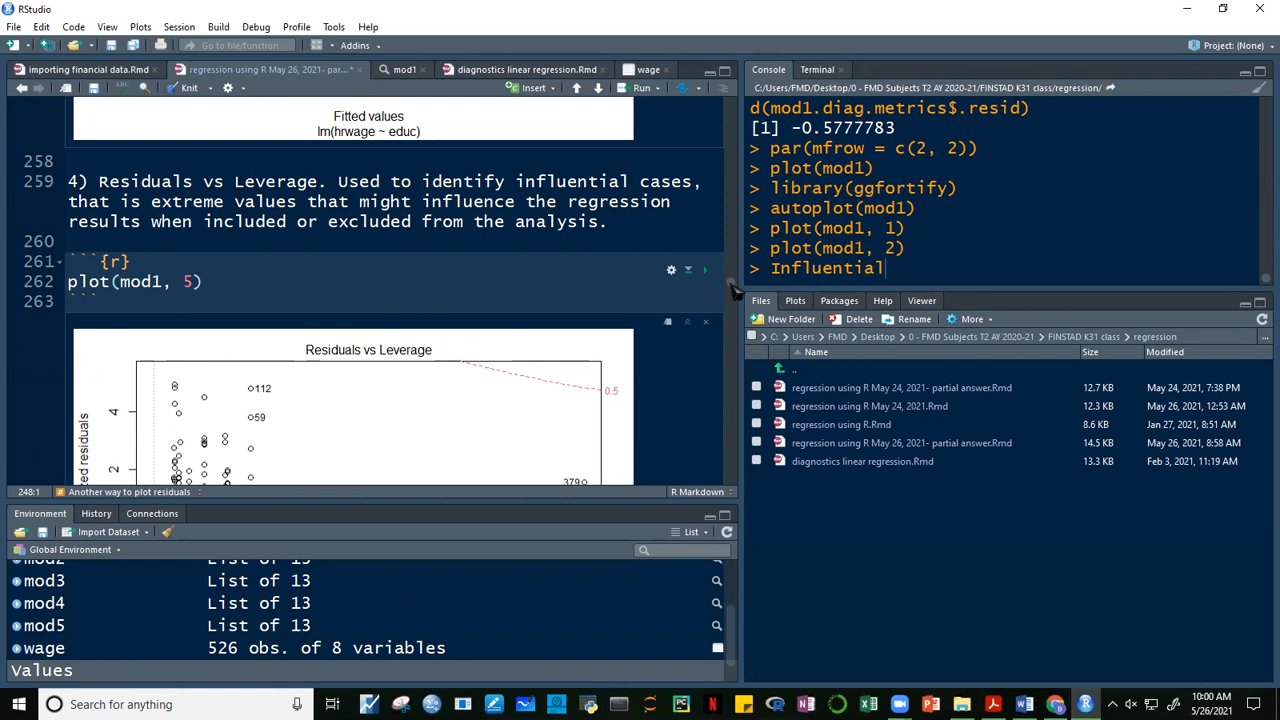 RStudio
File Edit Code View Plots Session Build Debug Profile Tools Help
Go to file/function Addins Project: (None)
importing financial data.Rmd regression using R May 26, 2021- par...* mod1 diagnostics linear regression.Rmd wage
Knit Insert Run
Fitted values
lm(hrwage ~ educ)
258
259 4) Residuals vs Leverage. Used to identify influential cases,
that is extreme values that might influence the regression
results when included or excluded from the analysis.
260
261 ```{r}
262 plot(mod1, 5)
263 ```
Residuals vs Leverage
112
59
0.5
4
2
379
248:1 Another way to plot residuals R Markdown
Console Terminal
C:/Users/FMD/Desktop/0 - FMD Subjects T2 AY 2020-21/FINSTAD K31 class/regression/
d(mod1.diag.metrics$.resid)
[1] -0.5777783
> par(mfrow = c(2, 2))
> plot(mod1)
> library(ggfortify)
> autoplot(mod1)
> plot(mod1, 1)
> plot(mod1, 2)
> Influential
Files Plots Packages Help Viewer
New Folder Delete Rename More
C: Users FMD Desktop 0 - FMD Subjects T2 AY 2020-21 FINSTAD K31 class regression ...
Name Size Modified
..
regression using R May 24, 2021- partial answer.Rmd 12.7 KB May 24, 2021, 7:38 PM
regression using R May 24, 2021.Rmd 12.3 KB May 26, 2021, 12:53 AM
regression using R.Rmd 8.6 KB Jan 27, 2021, 8:51 AM
regression using R May 26, 2021- partial answer.Rmd 14.5 KB May 26, 2021, 8:58 AM
diagnostics linear regression.Rmd 13.3 KB Feb 3, 2021, 11:19 AM
Environment History Connections
Import Dataset List
Global Environment
mod2 List of 13
mod3 List of 13
mod4 List of 13
mod5 List of 13
wage 526 obs. of 8 variables
Values
Type here to search
10:00 AM
5/26/2021